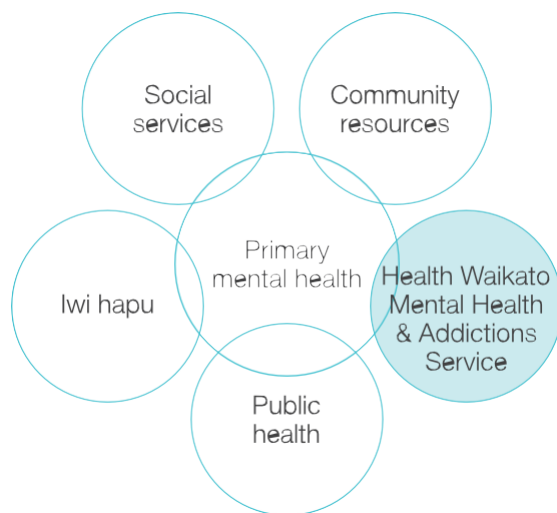 Social
services
Community
resources
Primary
mental health
Iwi hapu
Health Waikato
Mental Health
& Addictions
Service
Public
health